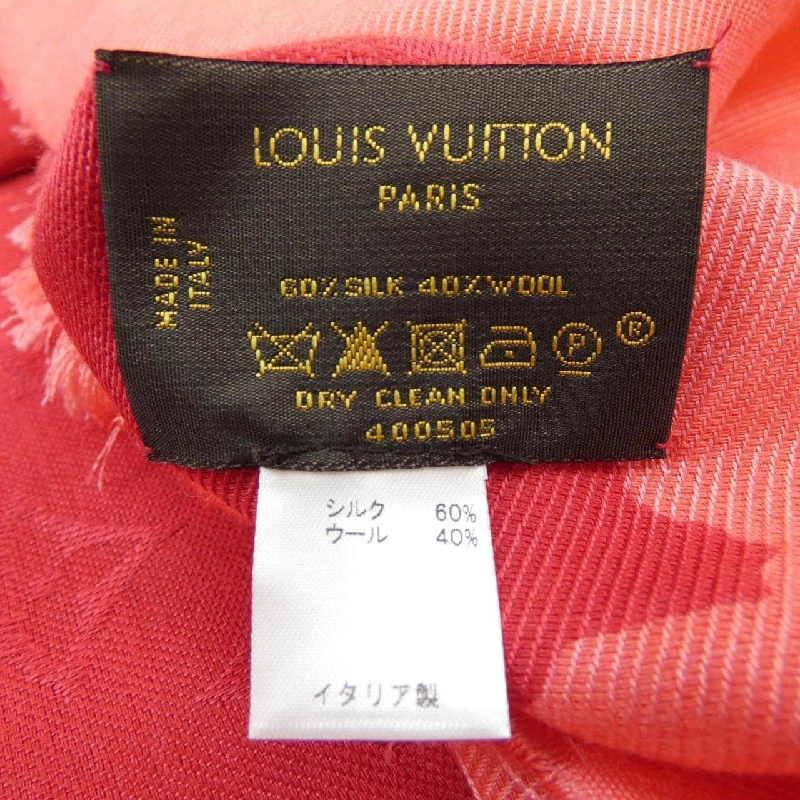 LOUIS VUITTON
PARIS
MADE IN
ITALY
60% SILK 40% WOOL
P
®
DRY CLEAN ONLY
400505
シルク 60%
ウール 40%
イタリア製